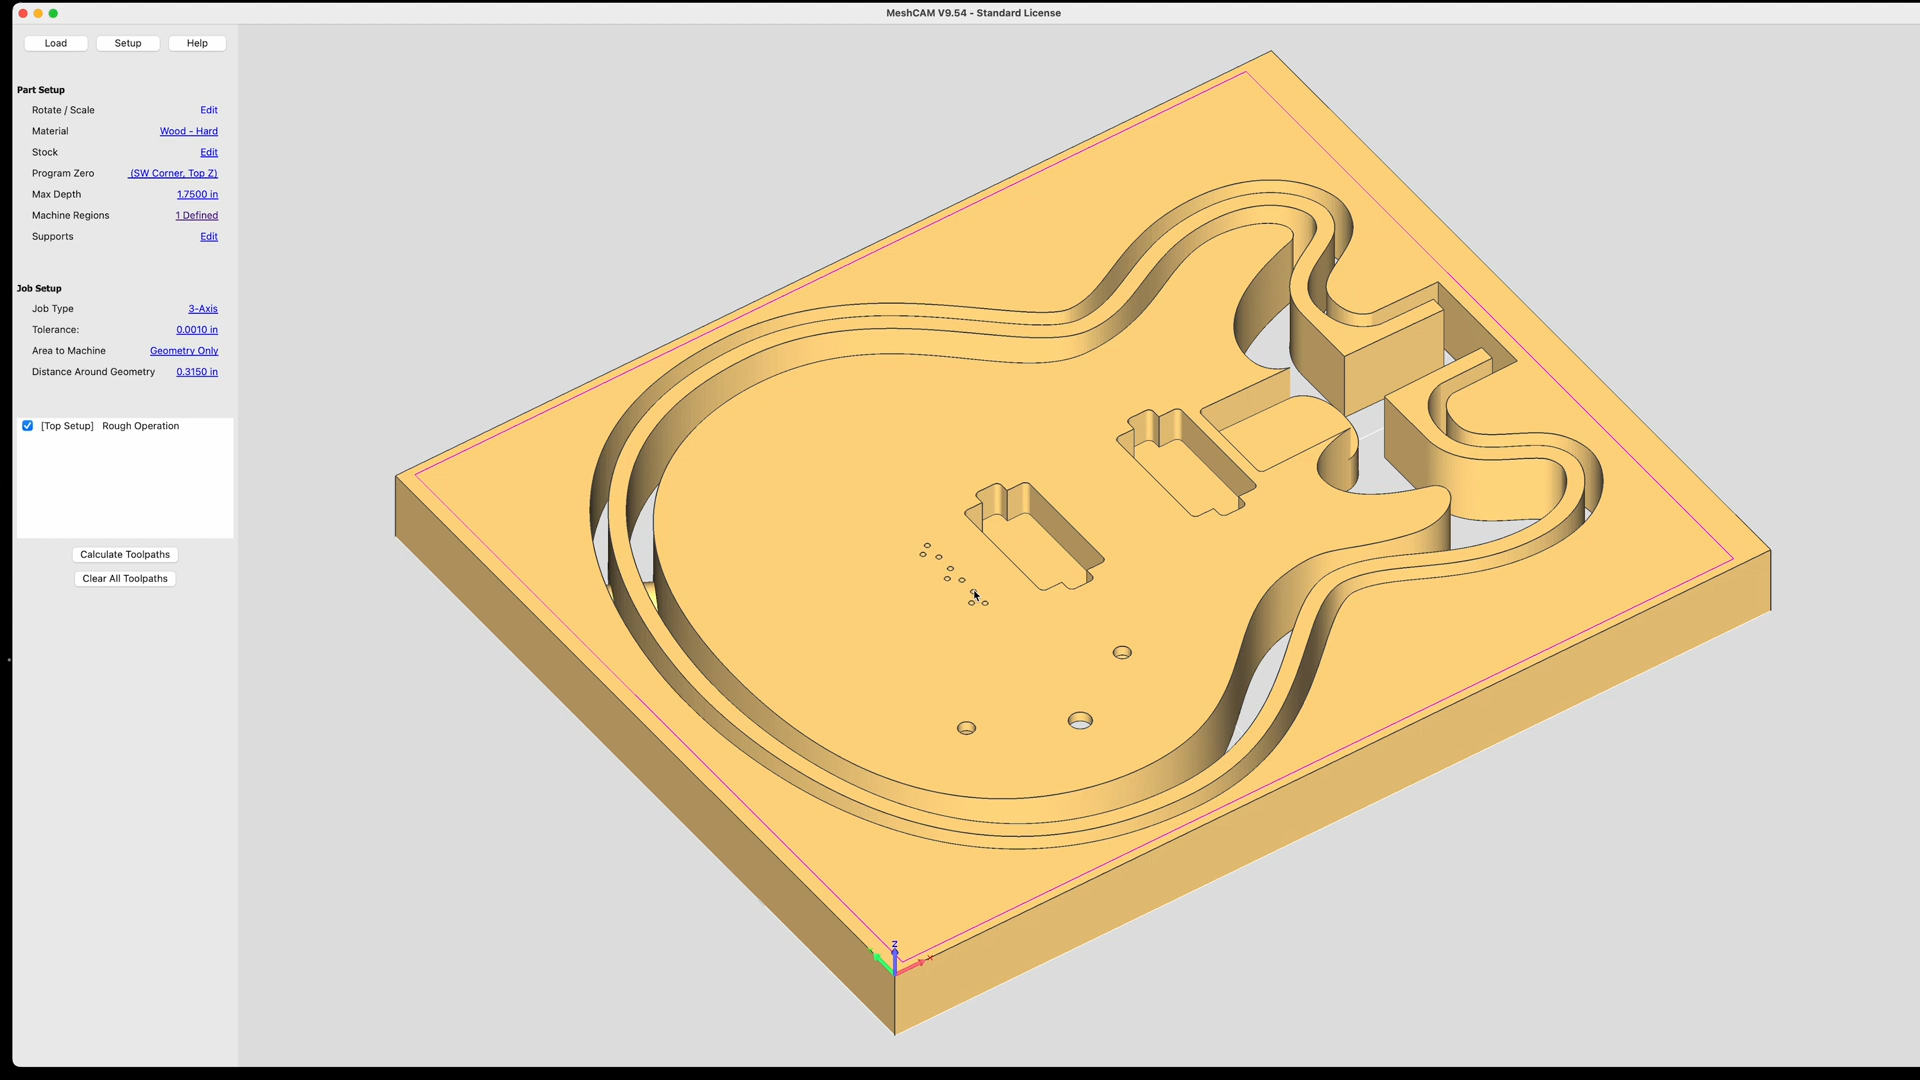 MeshCAM V9.54 - Standard License
Load Setup Help
Part Setup
Rotate / Scale Edit
Material Wood - Hard
Stock Edit
Program Zero (SW Corner, Top Z)
Max Depth 1.7500 in
Machine Regions 1 Defined
Supports Edit
Job Setup
Job Type 3-Axis
Tolerance: 0.0010 in
Area to Machine Geometry Only
Distance Around Geometry 0.3150 in
[Top Setup] Rough Operation
Calculate Toolpaths
Clear All Toolpaths
Z
X